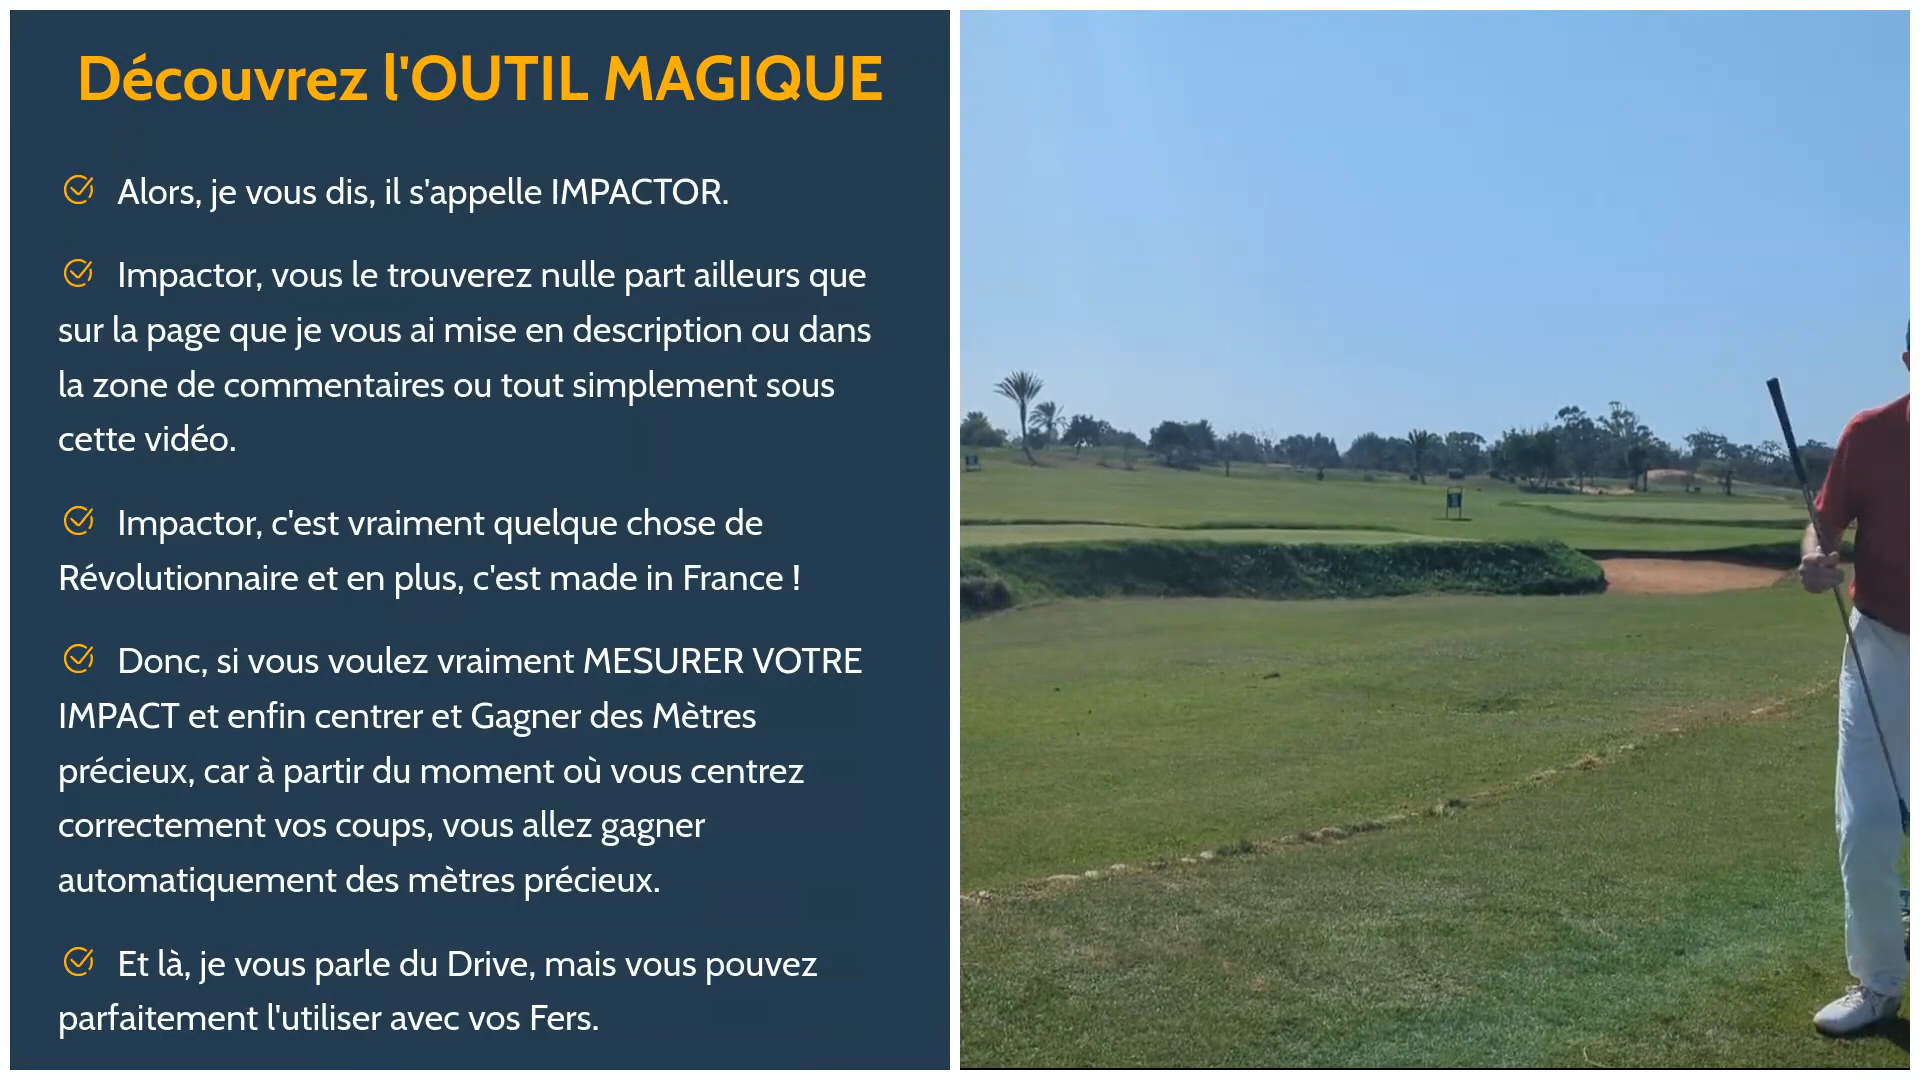 Découvrez l'OUTIL MAGIQUE
Alors, je vous dis, il s'appelle IMPACTOR.
Impactor, vous le trouverez nulle part ailleurs que
sur la page que je vous ai mise en description ou dans
la zone de commentaires ou tout simplement sous
cette vidéo.
Impactor, c'est vraiment quelque chose de
Révolutionnaire et en plus, c'est made in France !
Donc, si vous voulez vraiment MESURER VOTRE
IMPACT et enfin centrer et Gagner des Mètres
précieux, car à partir du moment où vous centrez
correctement vos coups, vous allez gagner
automatiquement des mètres précieux.
Et là, je vous parle du Drive, mais vous pouvez
parfaitement l'utiliser avec vos Fers.